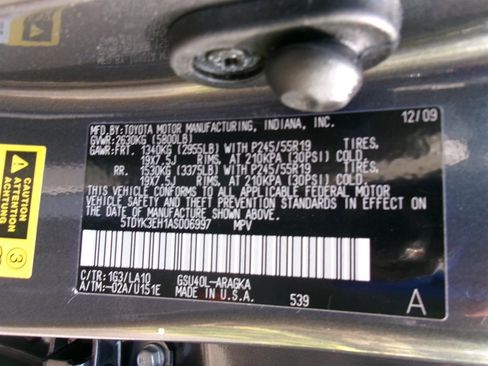 MFD.BY:TOYOTA MOTOR MANUFACTURING, INDIANA, INC. 12/09
GVWR:2630KG (5800LB)
GAWR:FRT. 1340KG (2955LB) WITH P245/55R19 TIRES,
19X7.5J RIMS, AT 210KPA (30PSI) COLD
RR. 1530KG (3375LB) WITH P245/55R19 TIRES,
19X7.5J RIMS, AT 210KPA (30PSI) COLD
THIS VEHICLE CONFORMS TO ALL APPLICABLE FEDERAL MOTOR
VEHICLE SAFETY AND THEFT PREVENTION STANDARDS IN EFFECT ON
THE DATE OF MANUFACTURE SHOWN ABOVE.
5TDYK3EH1AS006997 MPV
C/TR:1G3/LA10 GSU40L-ARAGKA
A/TM:-02A/U151E MADE IN U.S.A. 539 A
CAUTION
ATTENTION